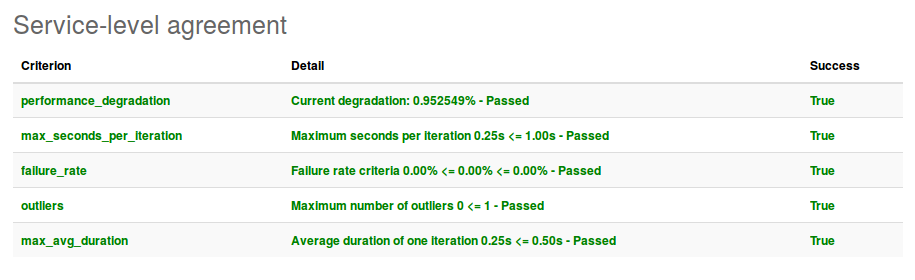 Service-level agreement
Criterion Detail Success
performance_degradation Current degradation: 0.952549% - Passed True
max_seconds_per_iteration Maximum seconds per iteration 0.25s <= 1.00s - Passed True
failure_rate Failure rate criteria 0.00% <= 0.00% <= 0.00% - Passed True
outliers Maximum number of outliers 0 <= 1 - Passed True
max_avg_duration Average duration of one iteration 0.25s <= 0.50s - Passed True